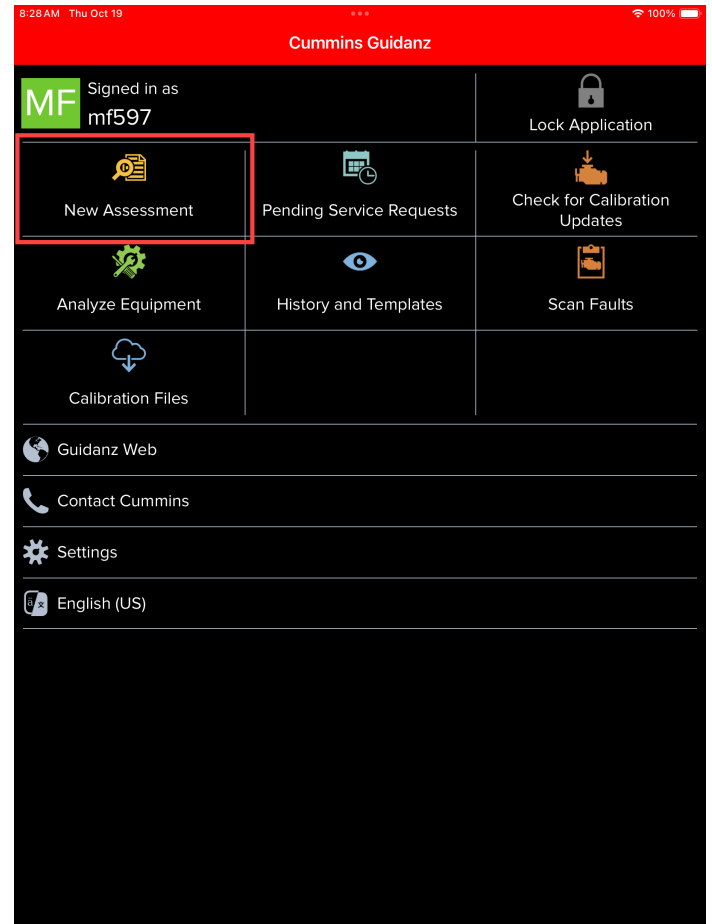 8:28 AM Thu Oct 19
100%
Cummins Guidanz
MF
Signed in as
mf597
Lock Application
New Assessment
Pending Service Requests
Check for Calibration
Updates
Analyze Equipment
History and Templates
Scan Faults
Calibration Files
Guidanz Web
Contact Cummins
Settings
English (US)